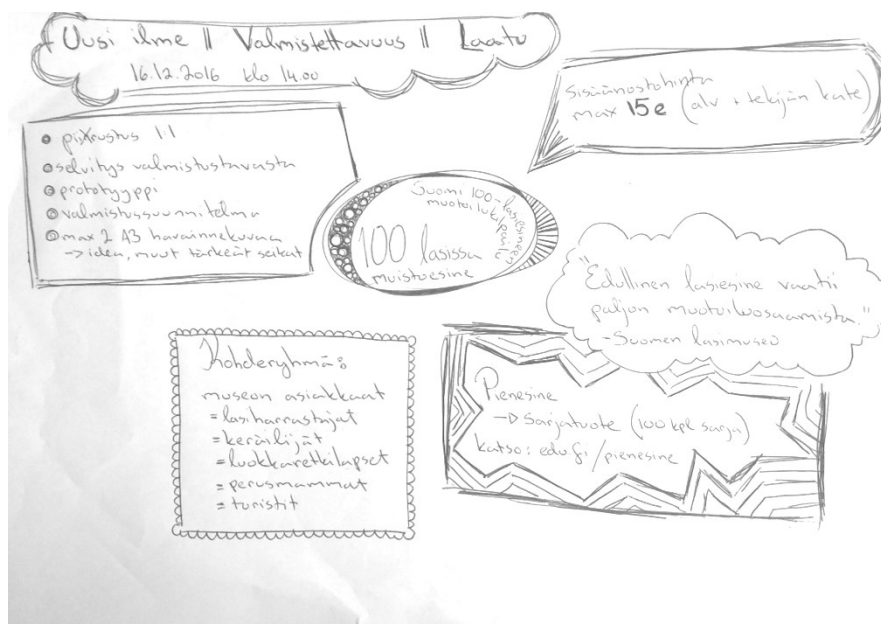 + Uusi ilme || Valmistettavuus || Laatu
16.12.2016 klo 14.00
Sisäänostohinta
max 15e (alv + tekijän kate)
piirustus 1:1
selvitys valmistustavasta
prototyyppi
valmistussuunnitelma
max 2 A3 havainnekuvaa
-> idea, muut tärkeät seikat
Suomi 100-lasiesineen
muotoilukilpailu
100 lasissa
muistoesine
"Edullinen lasiesine vaatii
paljon muotoiluosaamista."
-Suomen lasimuseo
Kohderyhmä:
museon asiakkaat
= lasiharrastajat
= keräilijät
= luokkaretkilapset
= perusmammat
= turistit
Pienesine
-> Sarjatuote (100 kpl sarja)
katso: edu.fi/pienesine